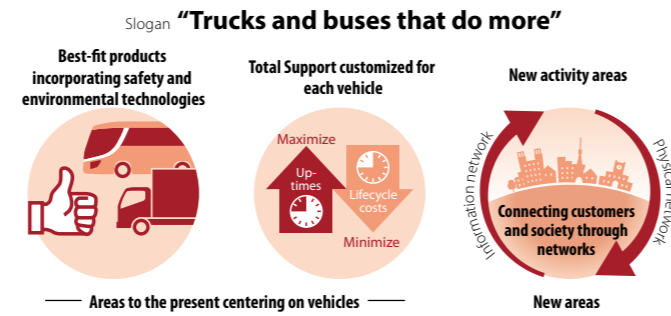 Slogan “Trucks and buses that do more”
Best-fit products
incorporating safety and
environmental technologies
Total Support customized for
each vehicle
Maximize
Up-
times
Lifecycle
costs
Minimize
New activity areas
Information network
Physical network
Connecting customers
and society through
networks
Areas to the present centering on vehicles
New areas